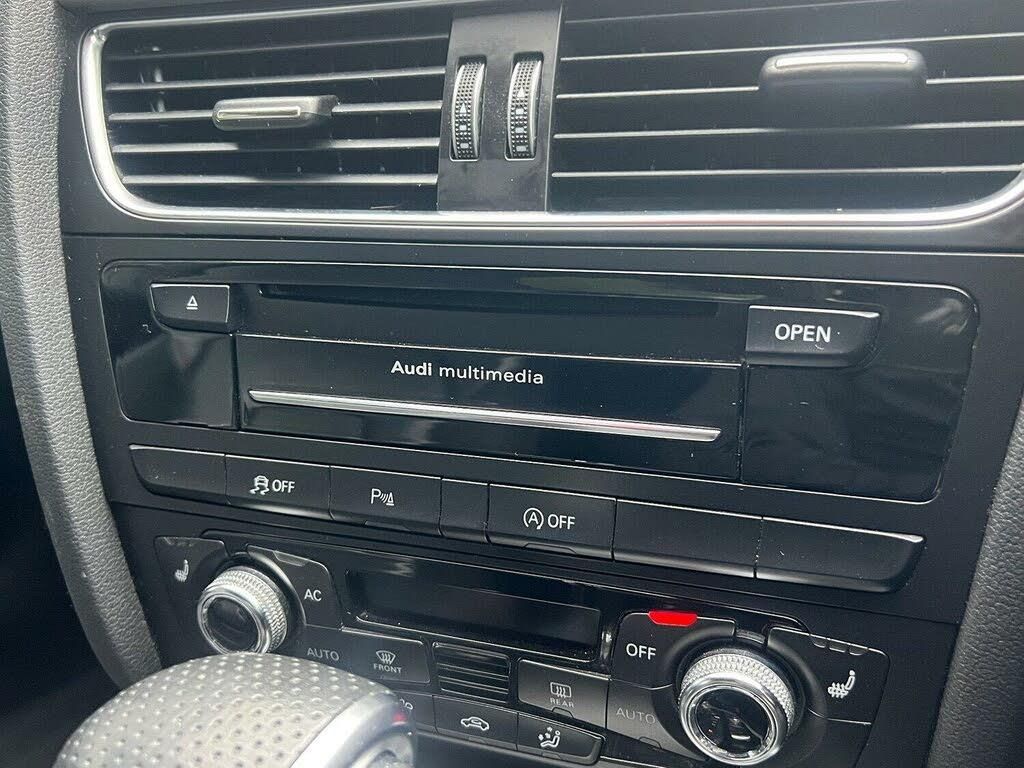 OPEN
Audi multimedia
OFF
P
A OFF
AC
OFF
AUTO
FRONT
REAR
AUTO